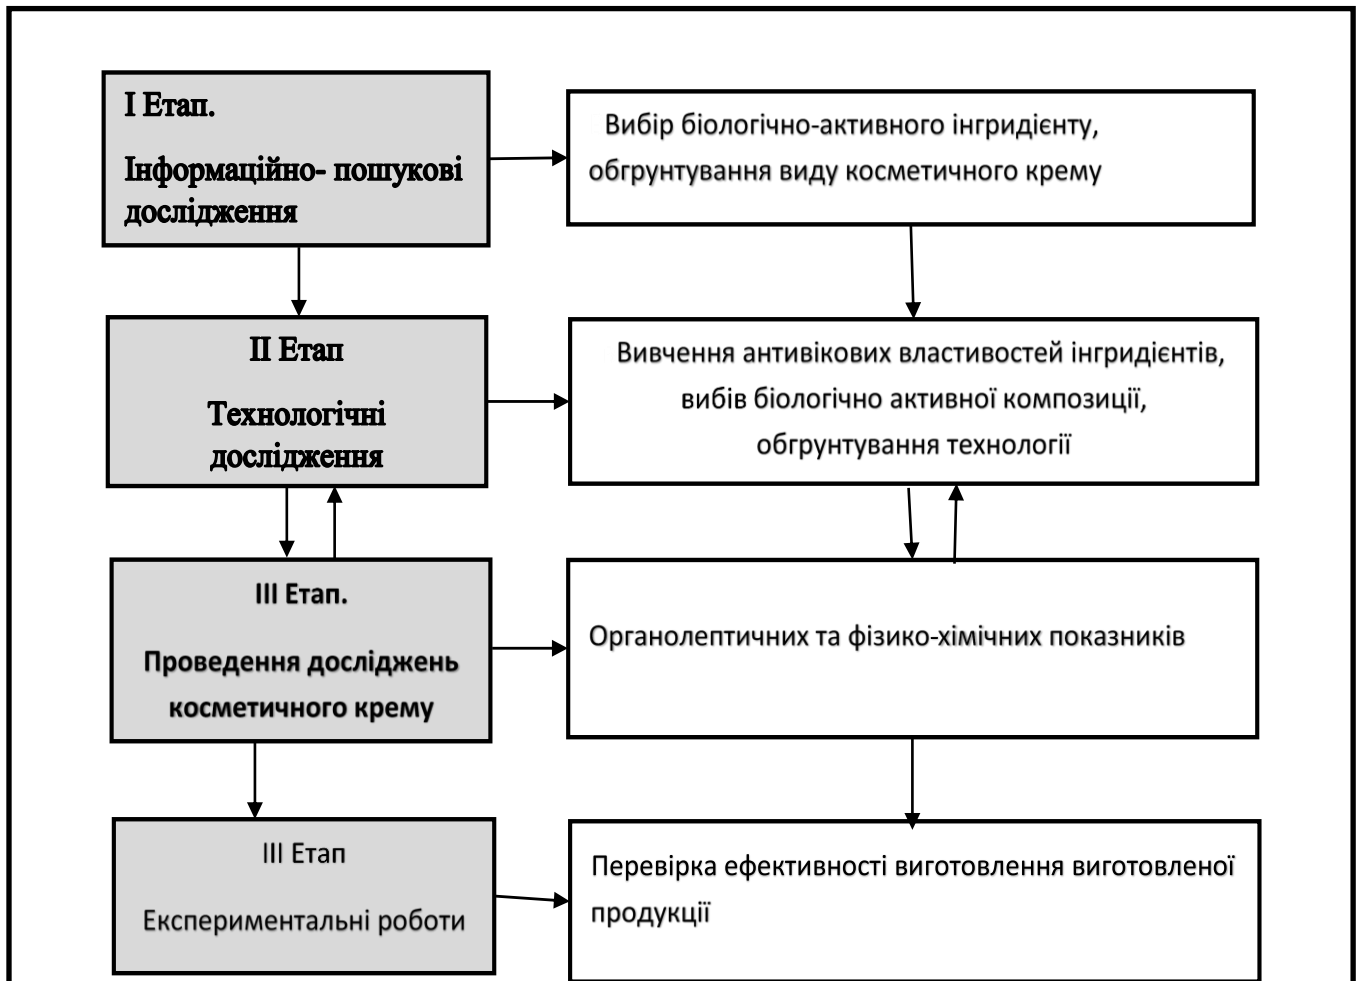 І Етап.
Інформаційно- пошукові
дослідження
Вибір біологічно-активного інгридієнту,
обгрунтування виду косметичного крему
ІІ Етап
Технологічні
дослідження
Вивчення антивікових властивостей інгридієнтів,
вибів біологічно активної композиції,
обгрунтування технології
ІІІ Етап.
Проведення досліджень
косметичного крему
Органолептичних та фізико-хімічних показників
ІІІ Етап
Експериментальні роботи
Перевірка ефективності виготовлення виготовленої
продукції